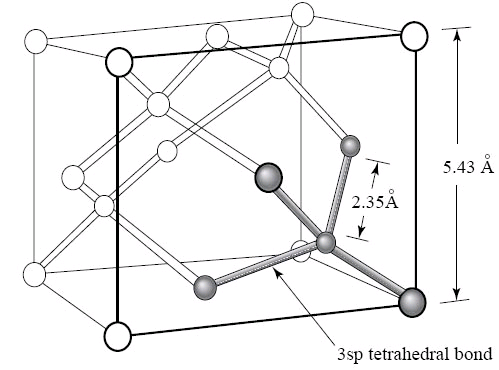 5.43 Å
2.35Å
3sp tetrahedral bond